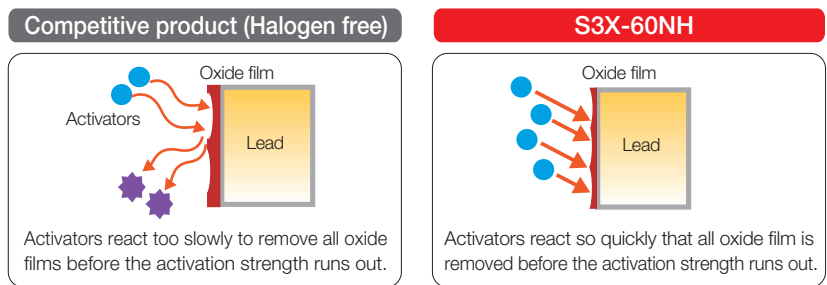 Competitive product (Halogen free)
Oxide film
Activators
Lead
Activators react too slowly to remove all oxide
films before the activation strength runs out.
S3X-60NH
Oxide film
Lead
Activators react so quickly that all oxide film is
removed before the activation strength runs out.